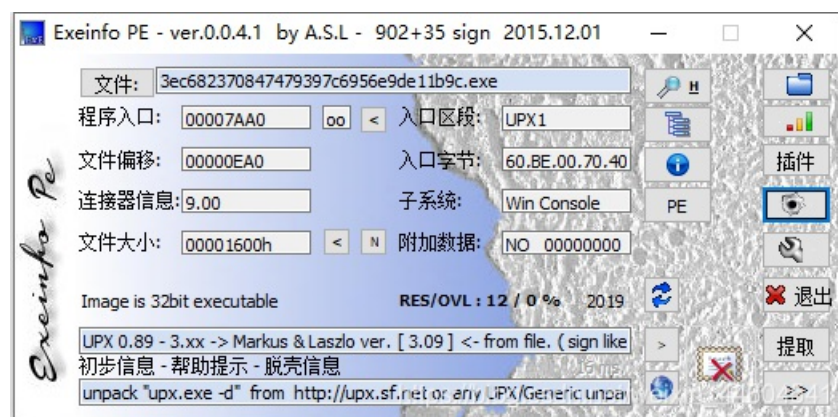 Exeinfo PE - ver.0.0.4.1 by A.S.L - 902+35 sign 2015.12.01
文件: 3ec682370847479397c6956e9de11b9c.exe
H
程序入口: 00007AA0 oo < 入口区段: UPX1
文件偏移: 00000EA0 入口字节: 60.BE.00.70.40 插件
连接器信息: 9.00 子系统: Win Console PE
文件大小: 00001600h < N 附加数据: NO 00000000
Image is 32bit executable RES/OVL : 12 / 0 % 2019 退出
UPX 0.89 - 3.xx -> Markus & Laszlo ver. [ 3.09 ] <- from file. ( sign like > 提取
初步信息 - 帮助提示 - 脱壳信息
unpack "upx.exe -d" from http://upx.sf.net or any UPX/Generic unpa >>
Exeinfo Pe